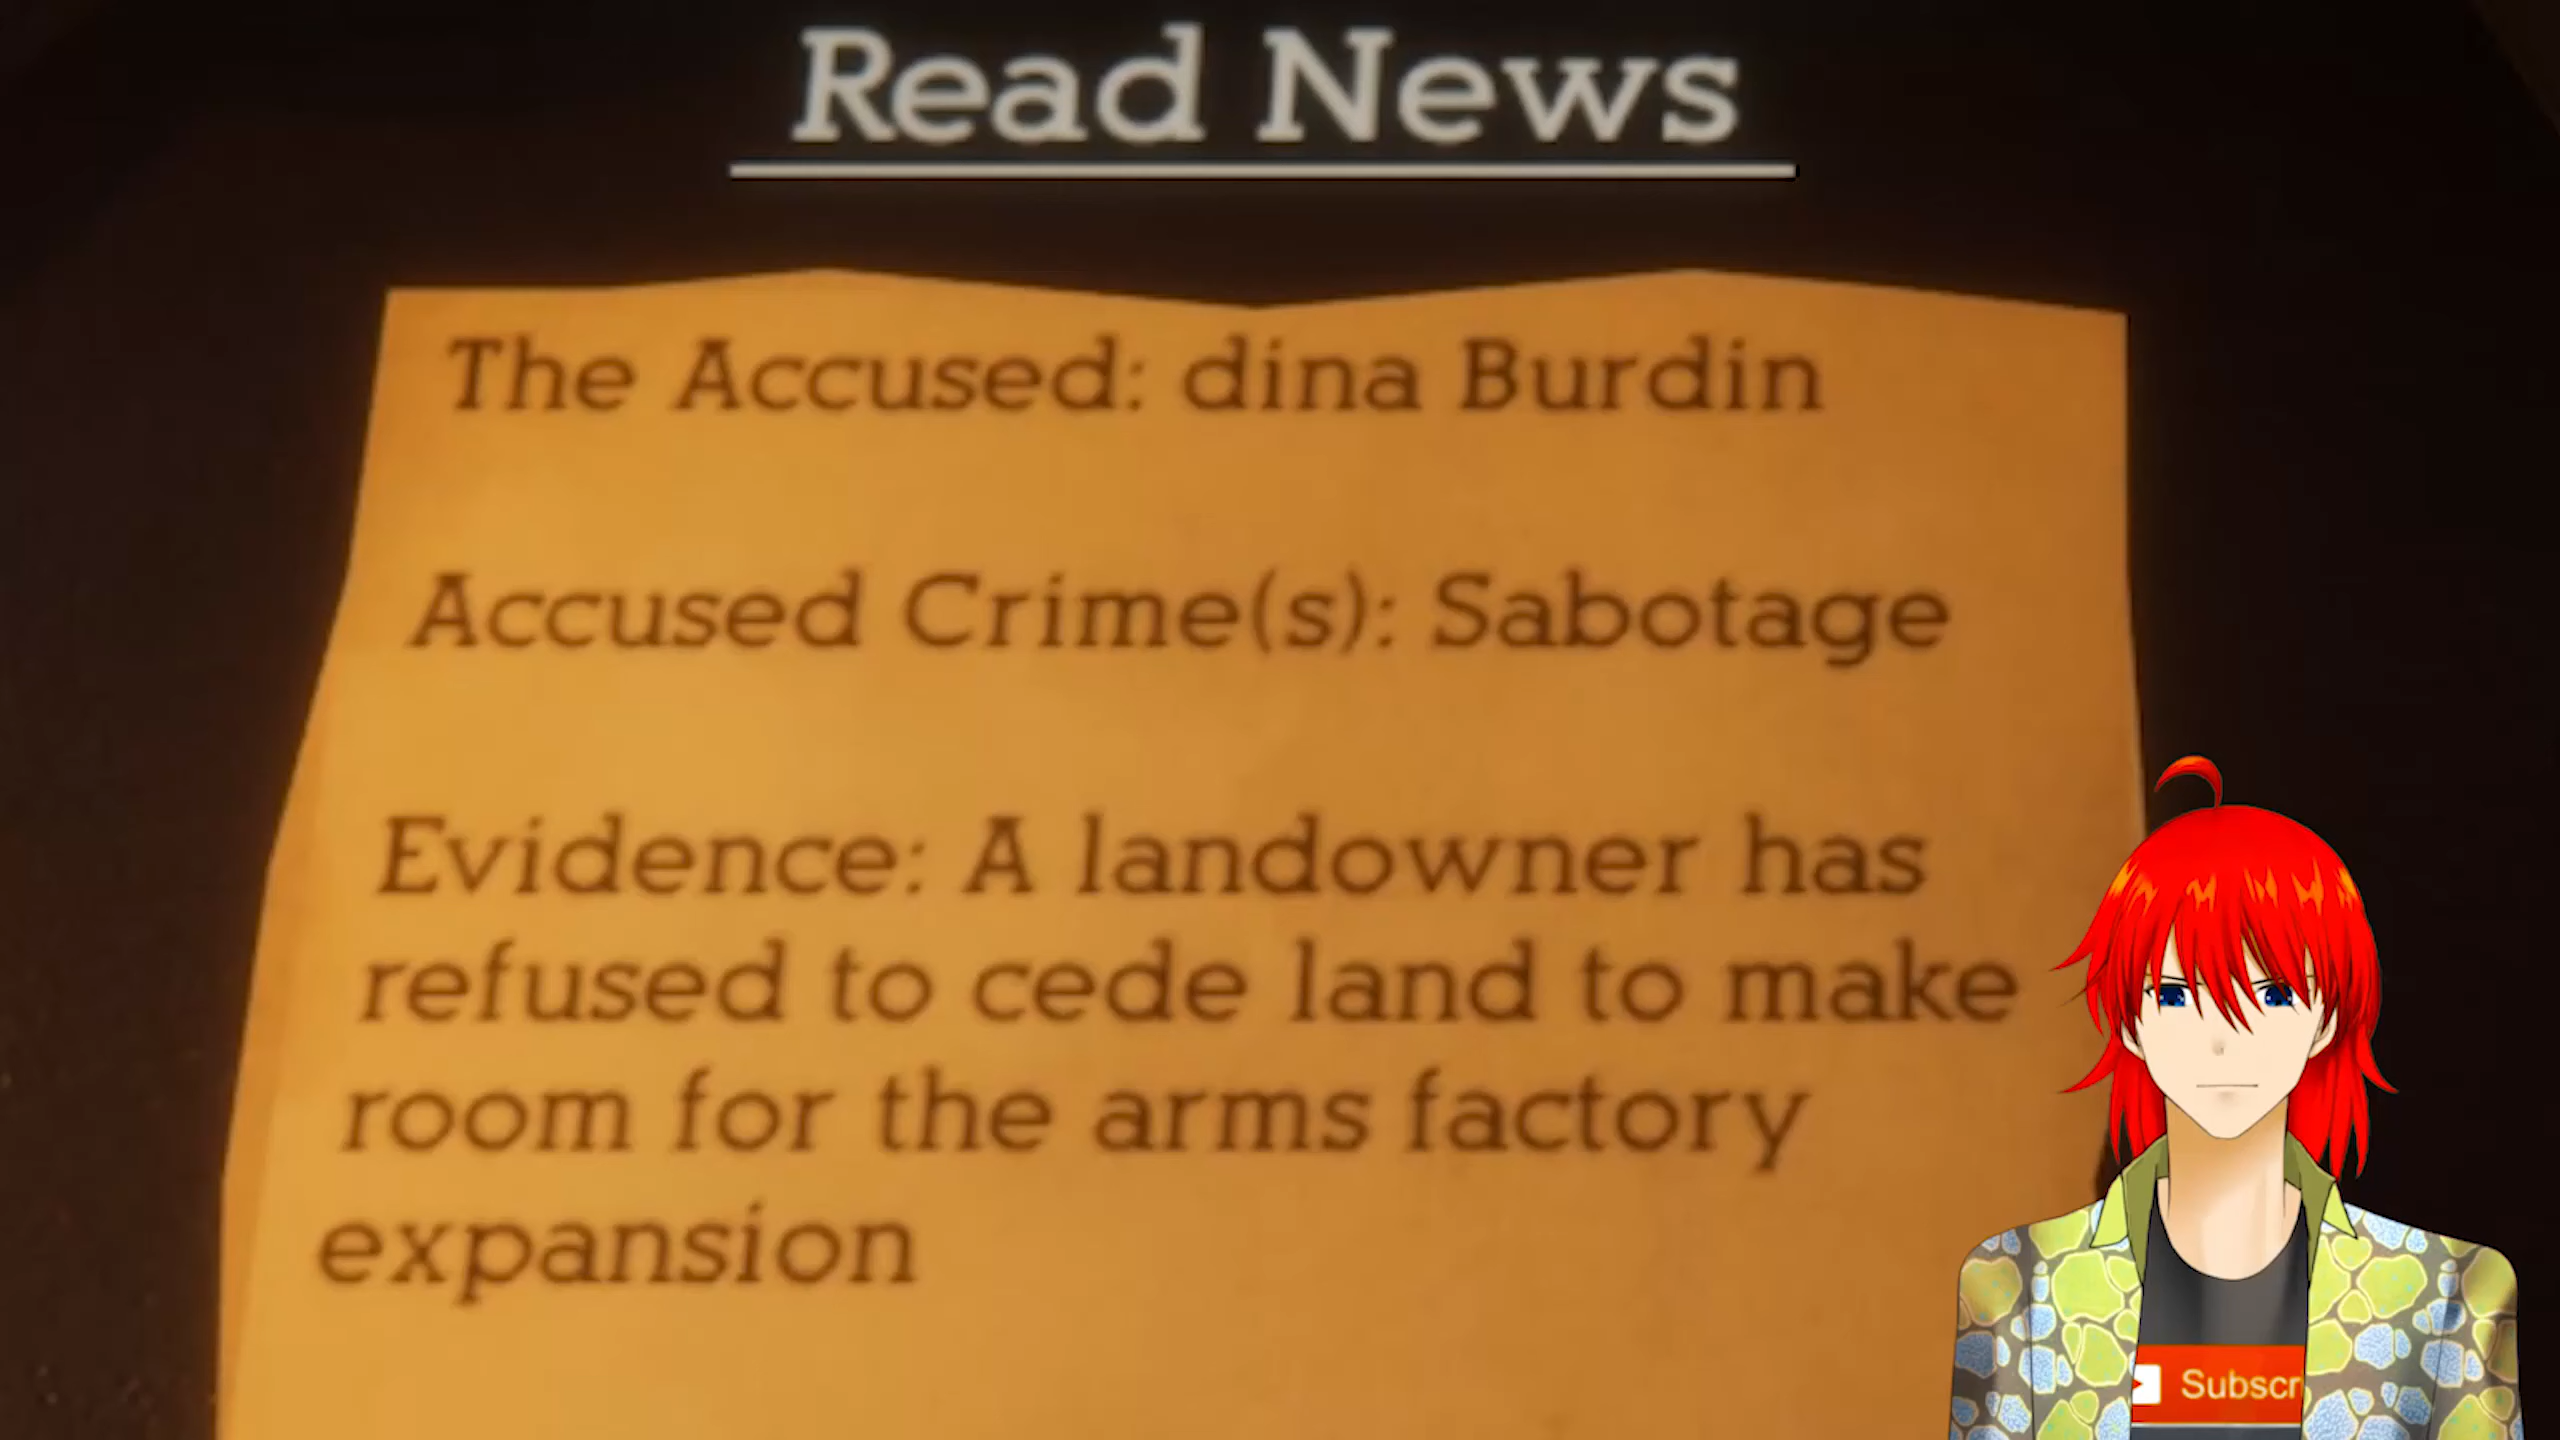 Read News
The Accused: dina Burdin
Accused Crime(s): Sabotage
Evidence: A landowner has
refused to cede land to make
room for the arms factory
expansion
Subscr